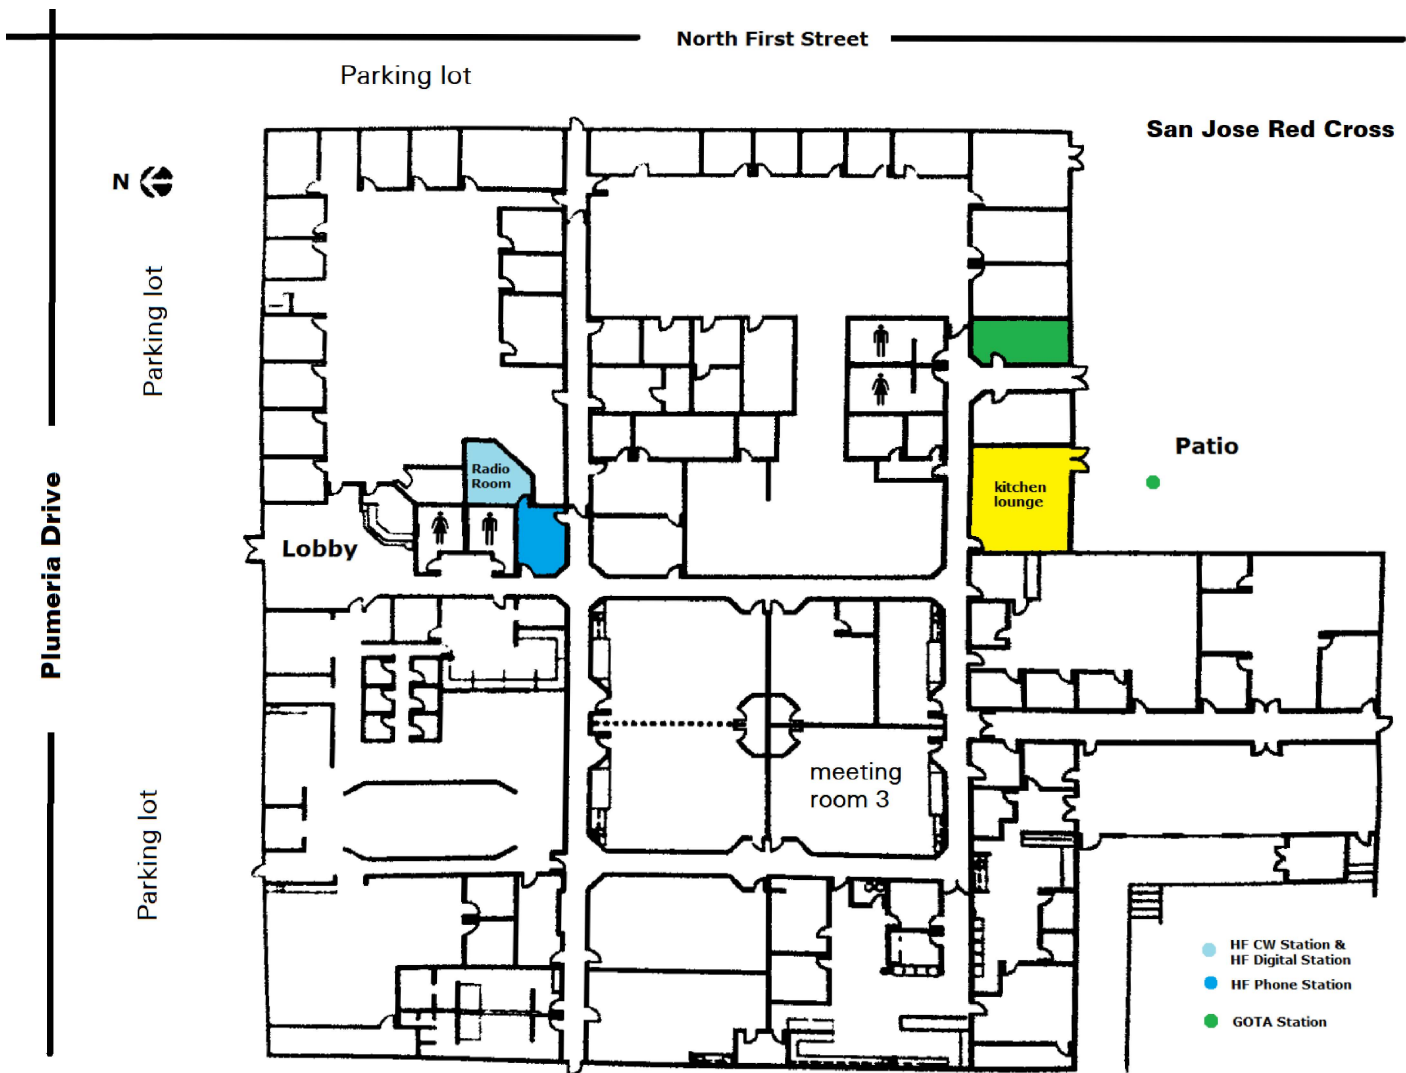 North First Street
Parking lot
San Jose Red Cross
N
Parking lot
Plumeria Drive
Radio
Room
Lobby
kitchen
lounge
Patio
meeting
room 3
Parking lot
HF CW Station &
HF Digital Station
HF Phone Station
GOTA Station